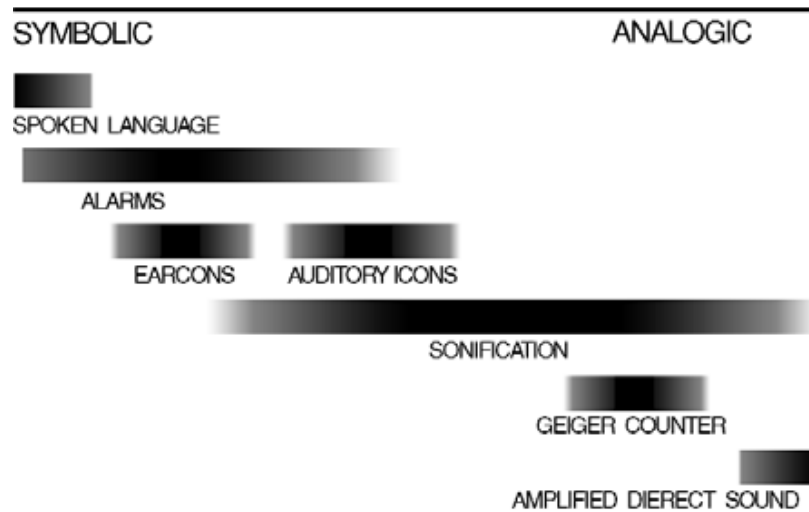 SYMBOLIC ANALOGIC
SPOKEN LANGUAGE
ALARMS
EARCONS AUDITORY ICONS
SONIFICATION
GEIGER COUNTER
AMPLIFIED DIERECT SOUND